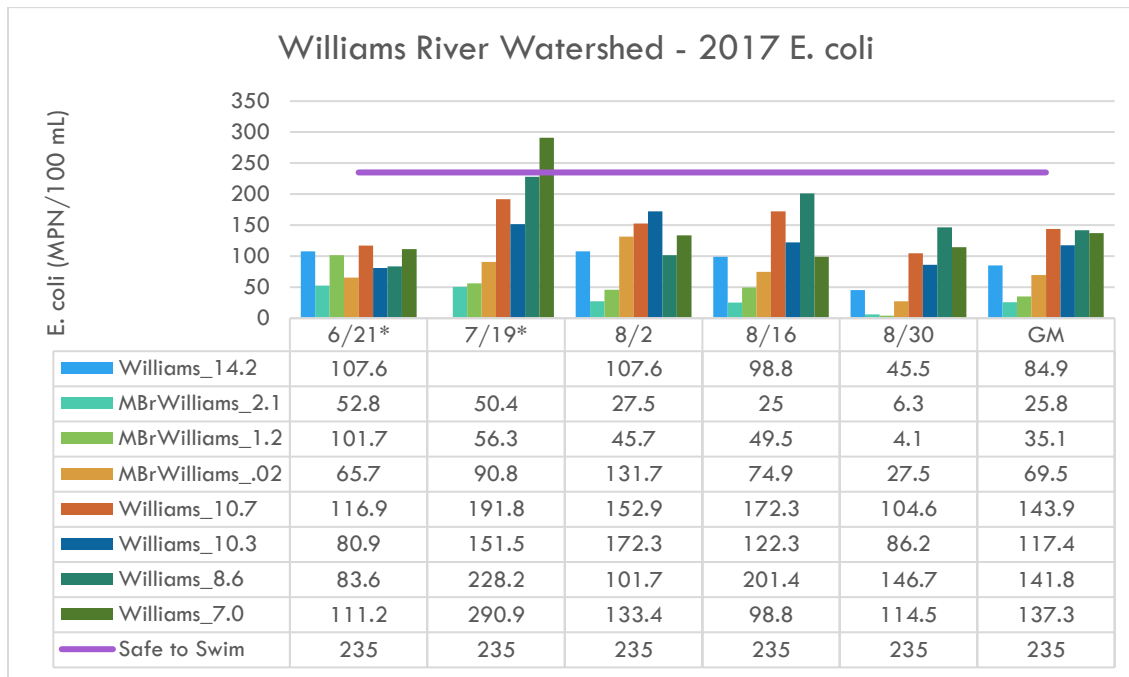 Williams River Watershed - 2017 E. coli
E. coli (MPN/100 mL)
350
300
250
200
150
100
50
0
6/21* 7/19* 8/2 8/16 8/30 GM
Williams_14.2 107.6 107.6 98.8 45.5 84.9
MBrWilliams_2.1 52.8 50.4 27.5 25 6.3 25.8
MBrWilliams_1.2 101.7 56.3 45.7 49.5 4.1 35.1
MBrWilliams_.02 65.7 90.8 131.7 74.9 27.5 69.5
Williams_10.7 116.9 191.8 152.9 172.3 104.6 143.9
Williams_10.3 80.9 151.5 172.3 122.3 86.2 117.4
Williams_8.6 83.6 228.2 101.7 201.4 146.7 141.8
Williams_7.0 111.2 290.9 133.4 98.8 114.5 137.3
Safe to Swim 235 235 235 235 235 235